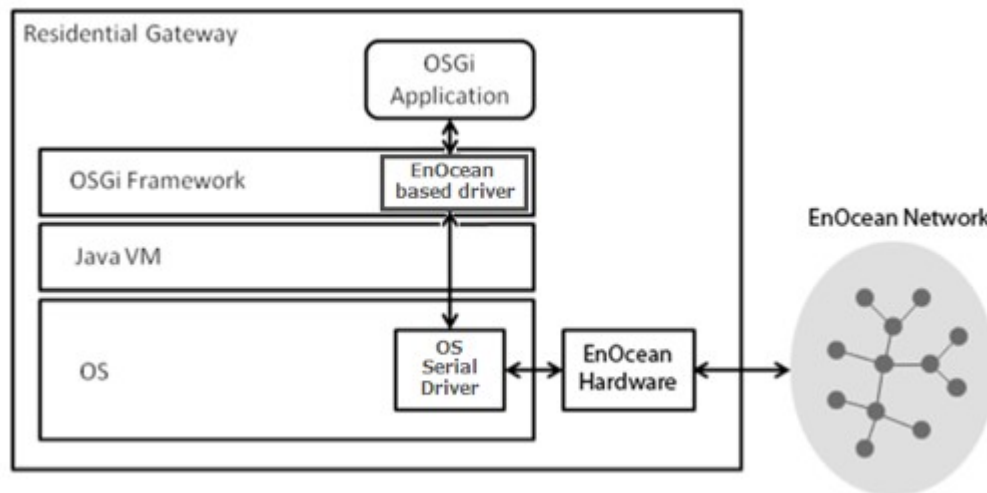 Residential Gateway
OSGi
Application
OSGi Framework
EnOcean
based driver
Java VM
EnOcean Network
OS
OS
Serial
Driver
EnOcean
Hardware